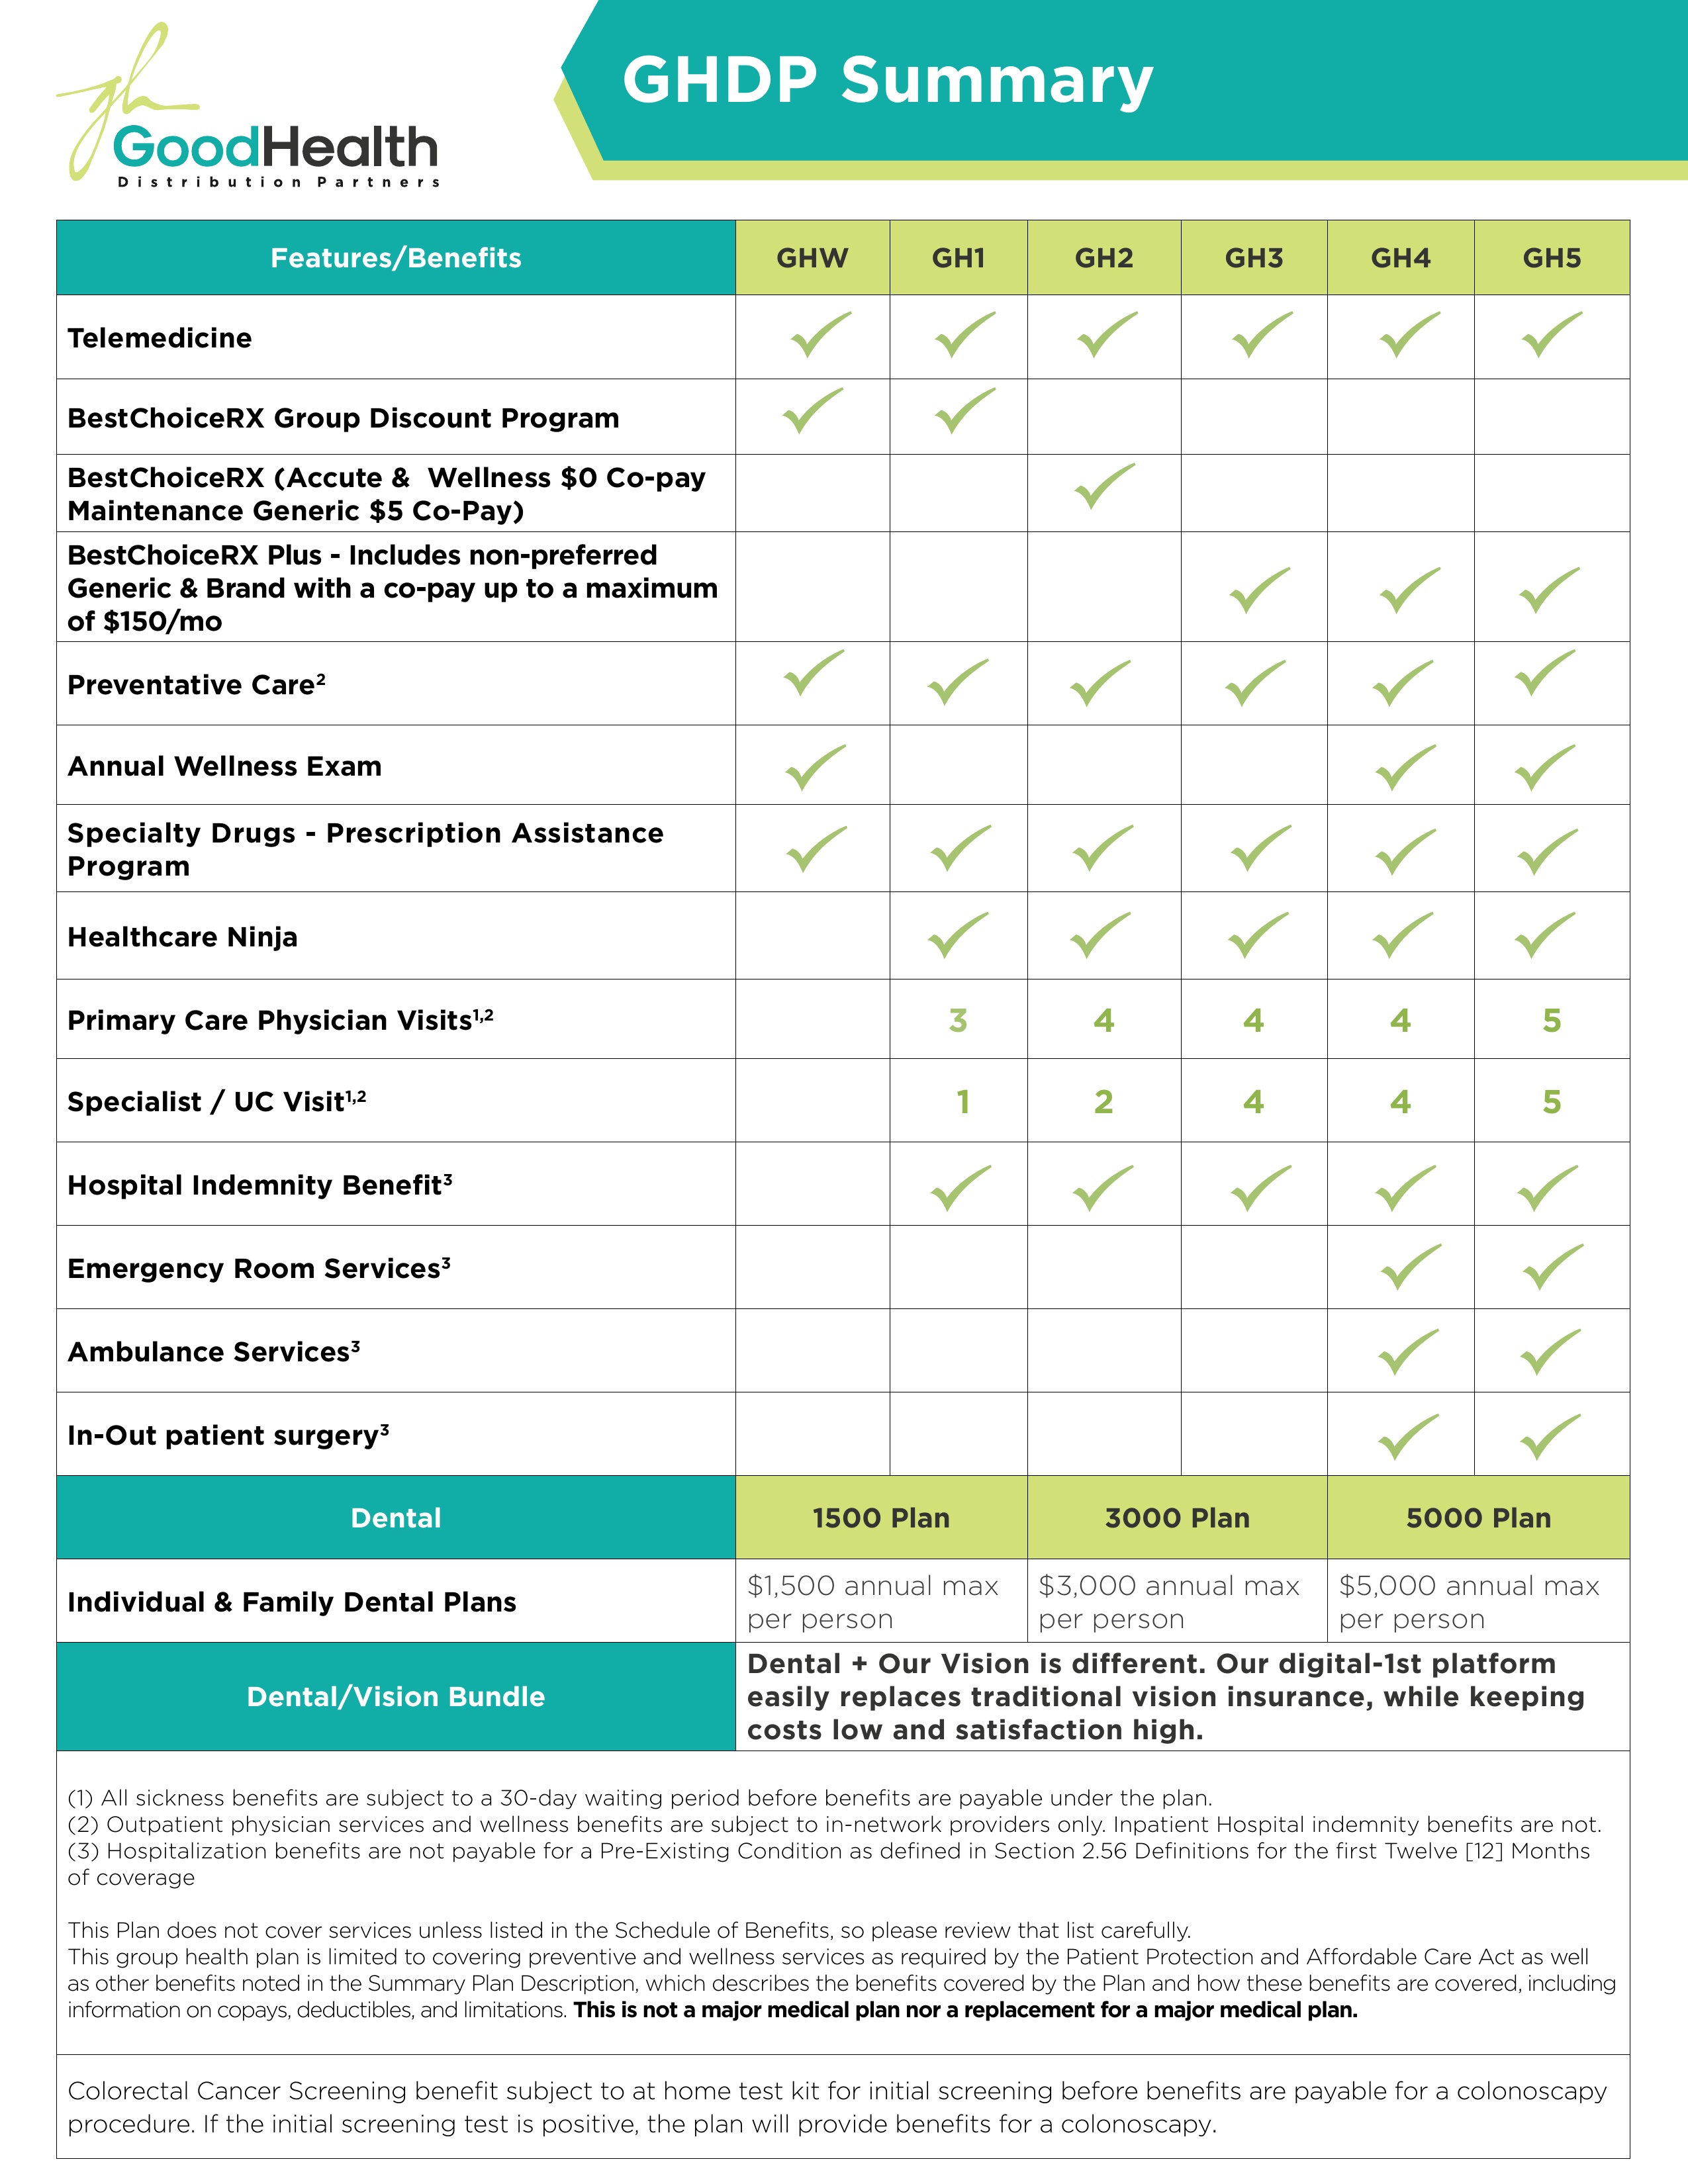 gh
GoodHealth
Distribution Partners
GHDP Summary
Features/Benefits GHW GH1 GH2 GH3 GH4 GH5
Telemedicine
BestChoiceRX Group Discount Program
BestChoiceRX (Accute &  Wellness $0 Co-pay
Maintenance Generic $5 Co-Pay)
BestChoiceRX Plus - Includes non-preferred
Generic & Brand with a co-pay up to a maximum
of $150/mo
Preventative Care²
Annual Wellness Exam
Specialty Drugs - Prescription Assistance
Program
Healthcare Ninja
Primary Care Physician Visits¹,² 3 4 4 4 5
Specialist / UC Visit¹,² 1 2 4 4 5
Hospital Indemnity Benefit³
Emergency Room Services³
Ambulance Services³
In-Out patient surgery³
Dental 1500 Plan 3000 Plan 5000 Plan
Individual & Family Dental Plans
$1,500 annual max
per person
$3,000 annual max
per person
$5,000 annual max
per person
Dental/Vision Bundle
Dental + Our Vision is different. Our digital-1st platform
easily replaces traditional vision insurance, while keeping
costs low and satisfaction high.
(1) All sickness benefits are subject to a 30-day waiting period before benefits are payable under the plan.
(2) Outpatient physician services and wellness benefits are subject to in-network providers only. Inpatient Hospital indemnity benefits are not.
(3) Hospitalization benefits are not payable for a Pre-Existing Condition as defined in Section 2.56 Definitions for the first Twelve [12] Months
of coverage
This Plan does not cover services unless listed in the Schedule of Benefits, so please review that list carefully.
This group health plan is limited to covering preventive and wellness services as required by the Patient Protection and Affordable Care Act as well
as other benefits noted in the Summary Plan Description, which describes the benefits covered by the Plan and how these benefits are covered, including
information on copays, deductibles, and limitations. This is not a major medical plan nor a replacement for a major medical plan.
Colorectal Cancer Screening benefit subject to at home test kit for initial screening before benefits are payable for a colonoscapy
procedure. If the initial screening test is positive, the plan will provide benefits for a colonoscapy.